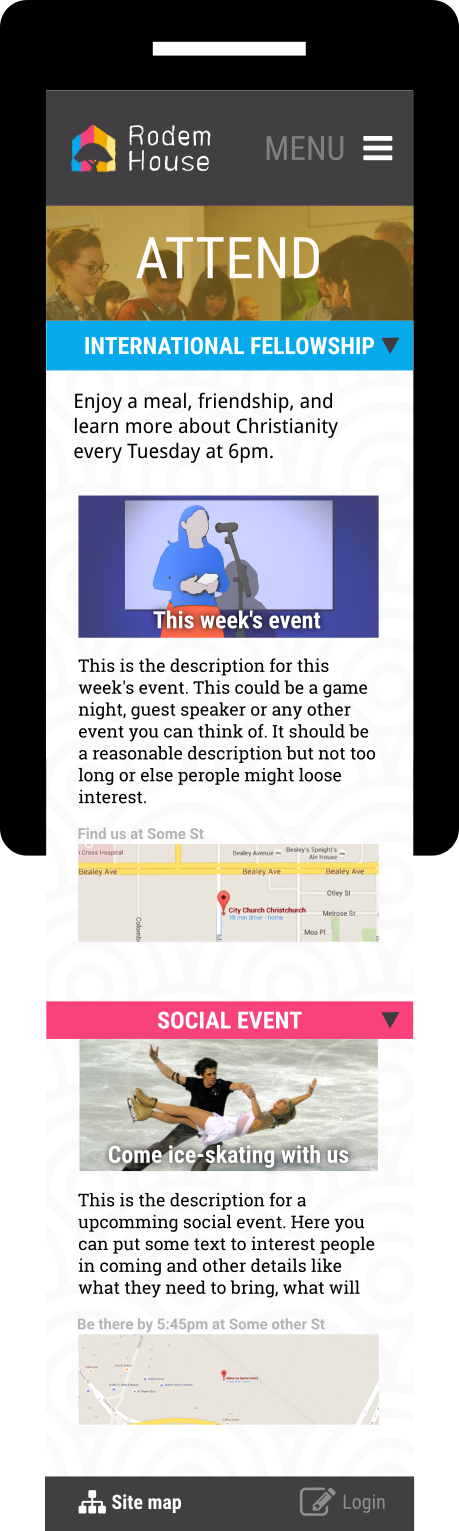 Rodem
House
MENU
ATTEND
INTERNATIONAL FELLOWSHIP
Enjoy a meal, friendship, and
learn more about Christianity
every Tuesday at 6pm.
This week's event
This is the description for this
week's event. This could be a game
night, guest speaker or any other
event you can think of. It should be
a reasonable description but not too
long or else perople might loose
interest.
Find us at Some St
Cross Hospital
Bealey Avenue
Bealey's Speight's
Ale House
Bealey Ave
Bealey Ave
Bealey Ave
Otley St
City Church Christchurch
18 min drive - home
Melrose St
Moa Pl
SOCIAL EVENT
Come ice-skating with us
This is the description for a
upcomming social event. Here you
can put some text to interest people
in coming and other details like
what they need to bring, what will
Be there by 5:45pm at Some other St
Site map
Login